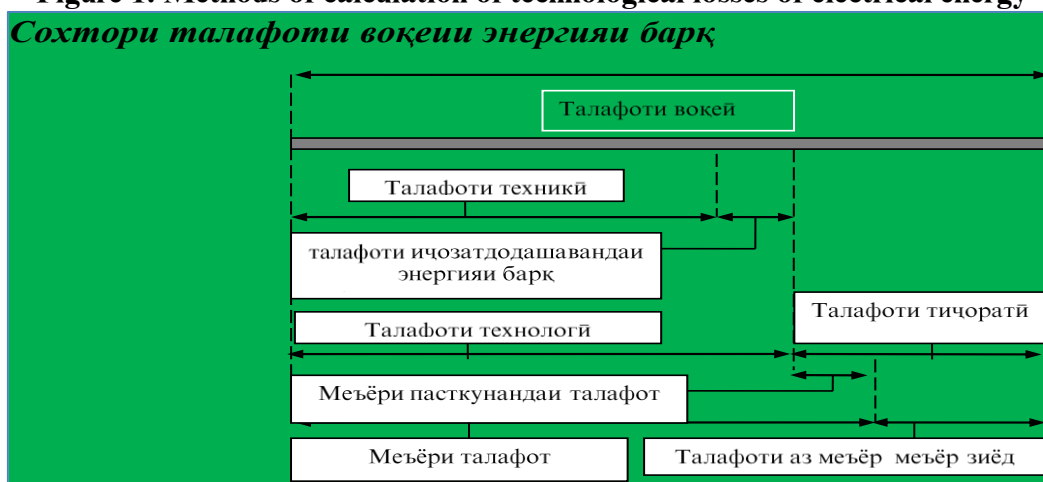 Figure 1. Methods of calculation of technological losses of electrical energy
Сохтори талафоти воқеии энергияи барқ
Талафоти воқей
Талафоти техникӣ
талафоти иҷозатдодашавандаи
энергияи барқ
Талафоти тиҷоратӣ
Талафоти технологӣ
Меъёри пасткунандаи талафот
Меъёри талафот
Талафоти аз меъёр меъёр зиёд